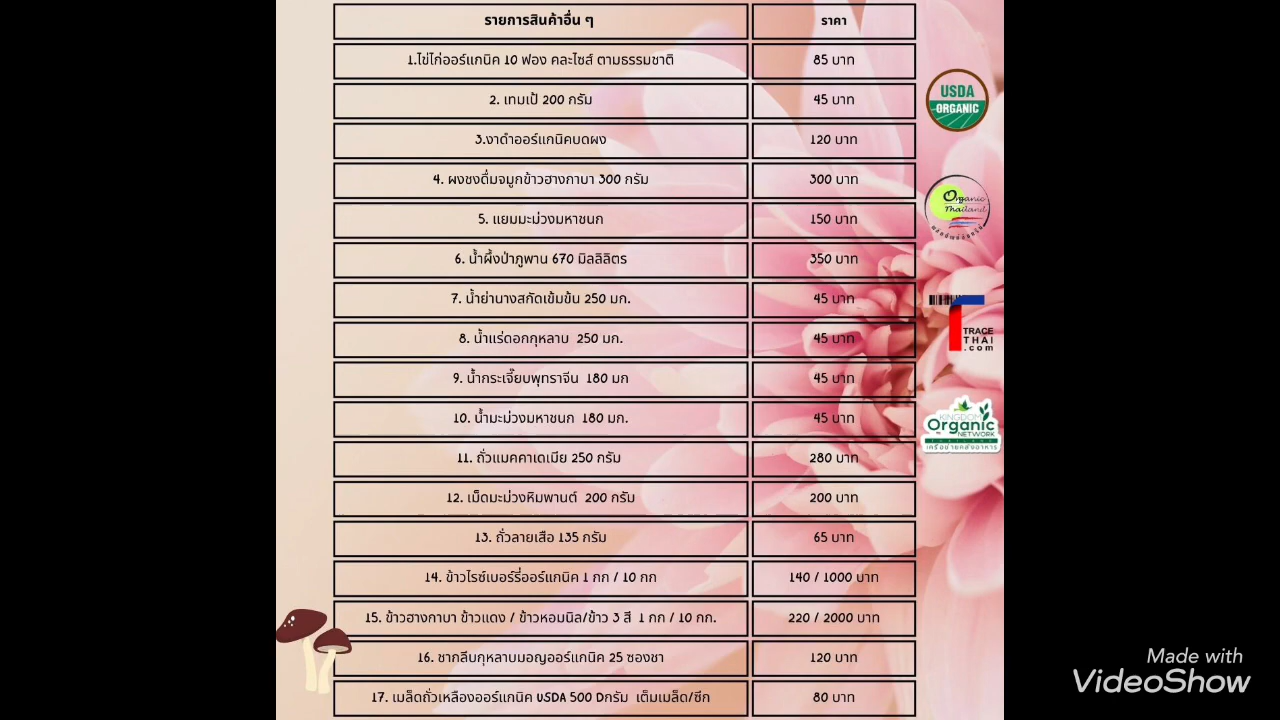 รายการสินค้าอื่น ๆ ราคา
1.ไข่ไก่ออร์แกนิค 10 ฟอง คละไซส์ ตามธรรมชาติ 85 บาท
2. เทมเป้ 200 กรัม 45 บาท
3.งาดำออร์แกนิคบดผง 120 บาท
4. ผงชงดื่มจมูกข้าวฮางกาบา 300 กรัม 300 บาท
5. แยมมะม่วงมหาชนก 150 บาท
6. น้ำผึ้งป่าภูพาน 670 มิลลิลิตร 350 บาท
7. น้ำย่านางสกัดเข้มข้น 250 มก. 45 บาท
8. น้ำแร่ดอกกุหลาบ 250 มก. 45 บาท
9. น้ำกระเจี๊ยบพุทราจีน 180 มก 45 บาท
10. น้ำมะม่วงมหาชนก 180 มก. 45 บาท
11. ถั่วแมคคาเดเมีย 250 กรัม 280 บาท
12. เม็ดมะม่วงหิมพานต์ 200 กรัม 200 บาท
13. ถั่วลายเสือ 135 กรัม 65 บาท
14. ข้าวไรซ์เบอร์รี่ออร์แกนิค 1 กก / 10 กก 140 / 1000 บาท
15. ข้าวฮางกาบา ข้าวแดง / ข้าวหอมนิล/ข้าว 3 สี 1 กก / 10 กก. 220 / 2000 บาท
16. ชากลีบกุหลาบมอญออร์แกนิค 25 ซองชา 120 บาท
17. เมล็ดถั่วเหลืองออร์แกนิค USDA 500 Dกรัม เต็มเมล็ด/ซีก 80 บาท
USDA
ORGANIC
Organic
Thailand
TRACE
THAI
.com
KINGDOM
Organic
NETWORK
เครือข่ายคลังอาหาร
Made with
VideoShow